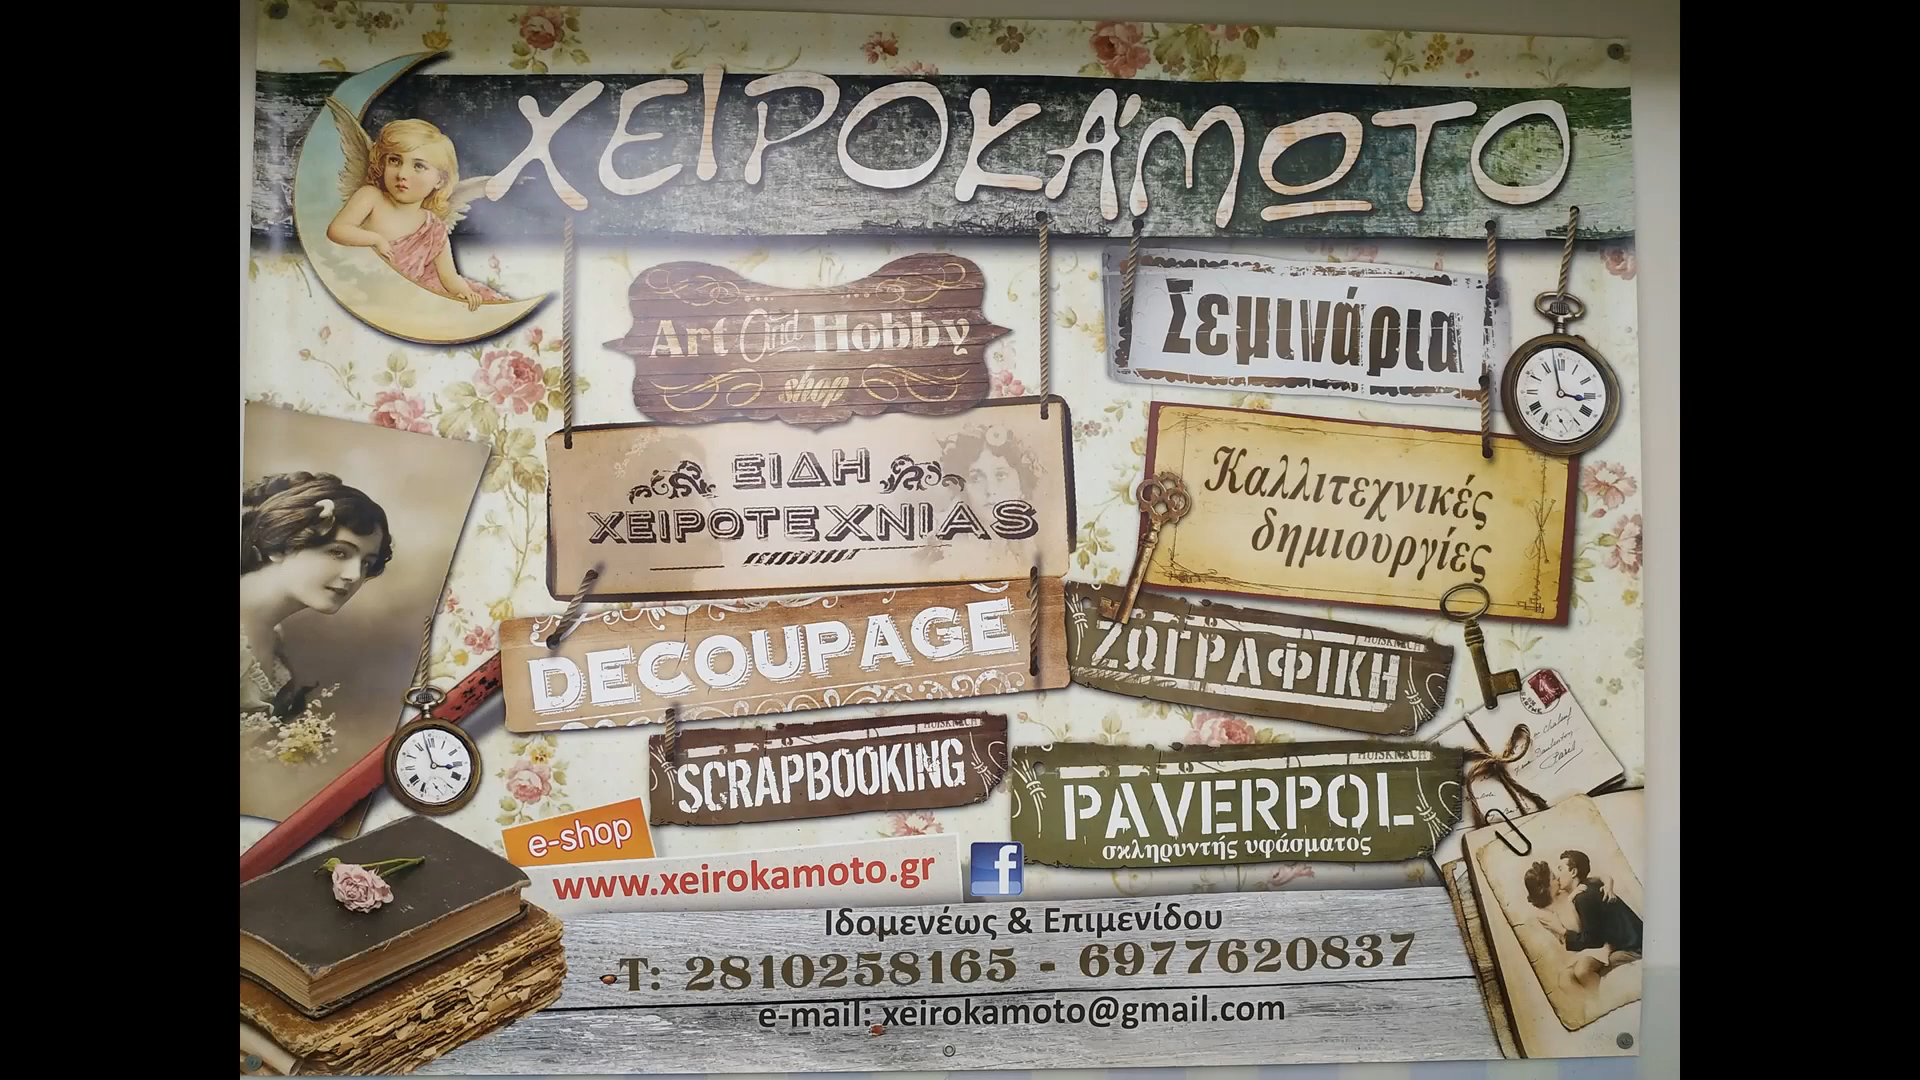 ΧΕΙΡΟΚΆΜΩΤΟ
Art and Hobby
shop
Σεμινάρια
ΕΙΔΗ
ΧΕΙΡΟΤΕΧΝΙΑΣ
Καλλιτεχνικές
δημιουργίες
DECOUPAGE
ΖΩΓΡΑΦΙΚΗ
SCRAPBOOKING
PAVERPOL
σκληρυντής υφάσματος
e-shop
www.xeirokamoto.gr
f
Ιδομενέως & Επιμενίδου
Τ: 2810258165 - 6977620837
e-mail: xeirokamoto@gmail.com